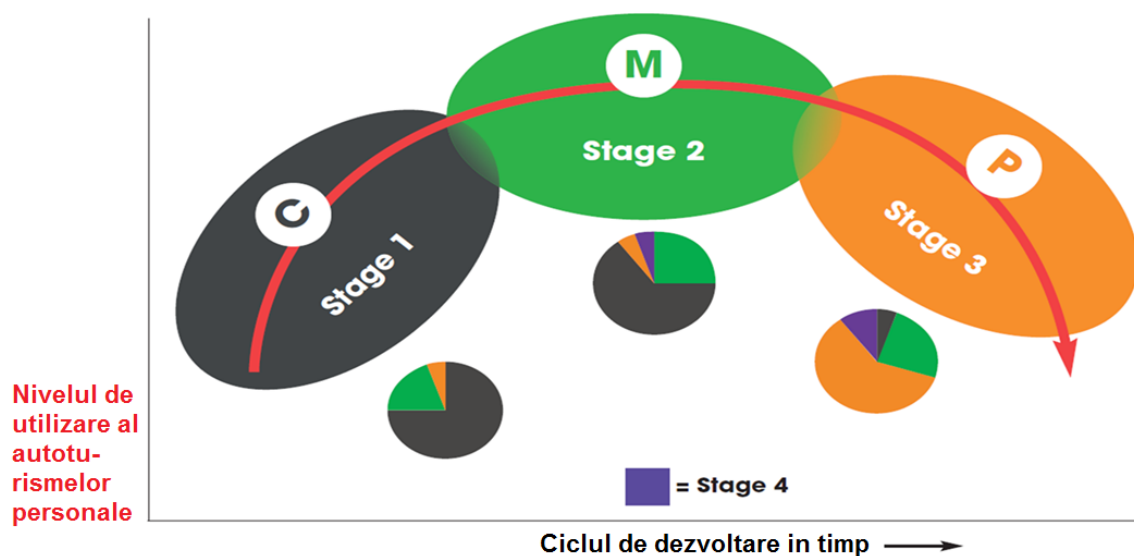 M
Stage 2
C
Stage 1
P
Stage 3
Nivelul de
utilizare al
autotu-
rismelor
personale
= Stage 4
Ciclul de dezvoltare in timp